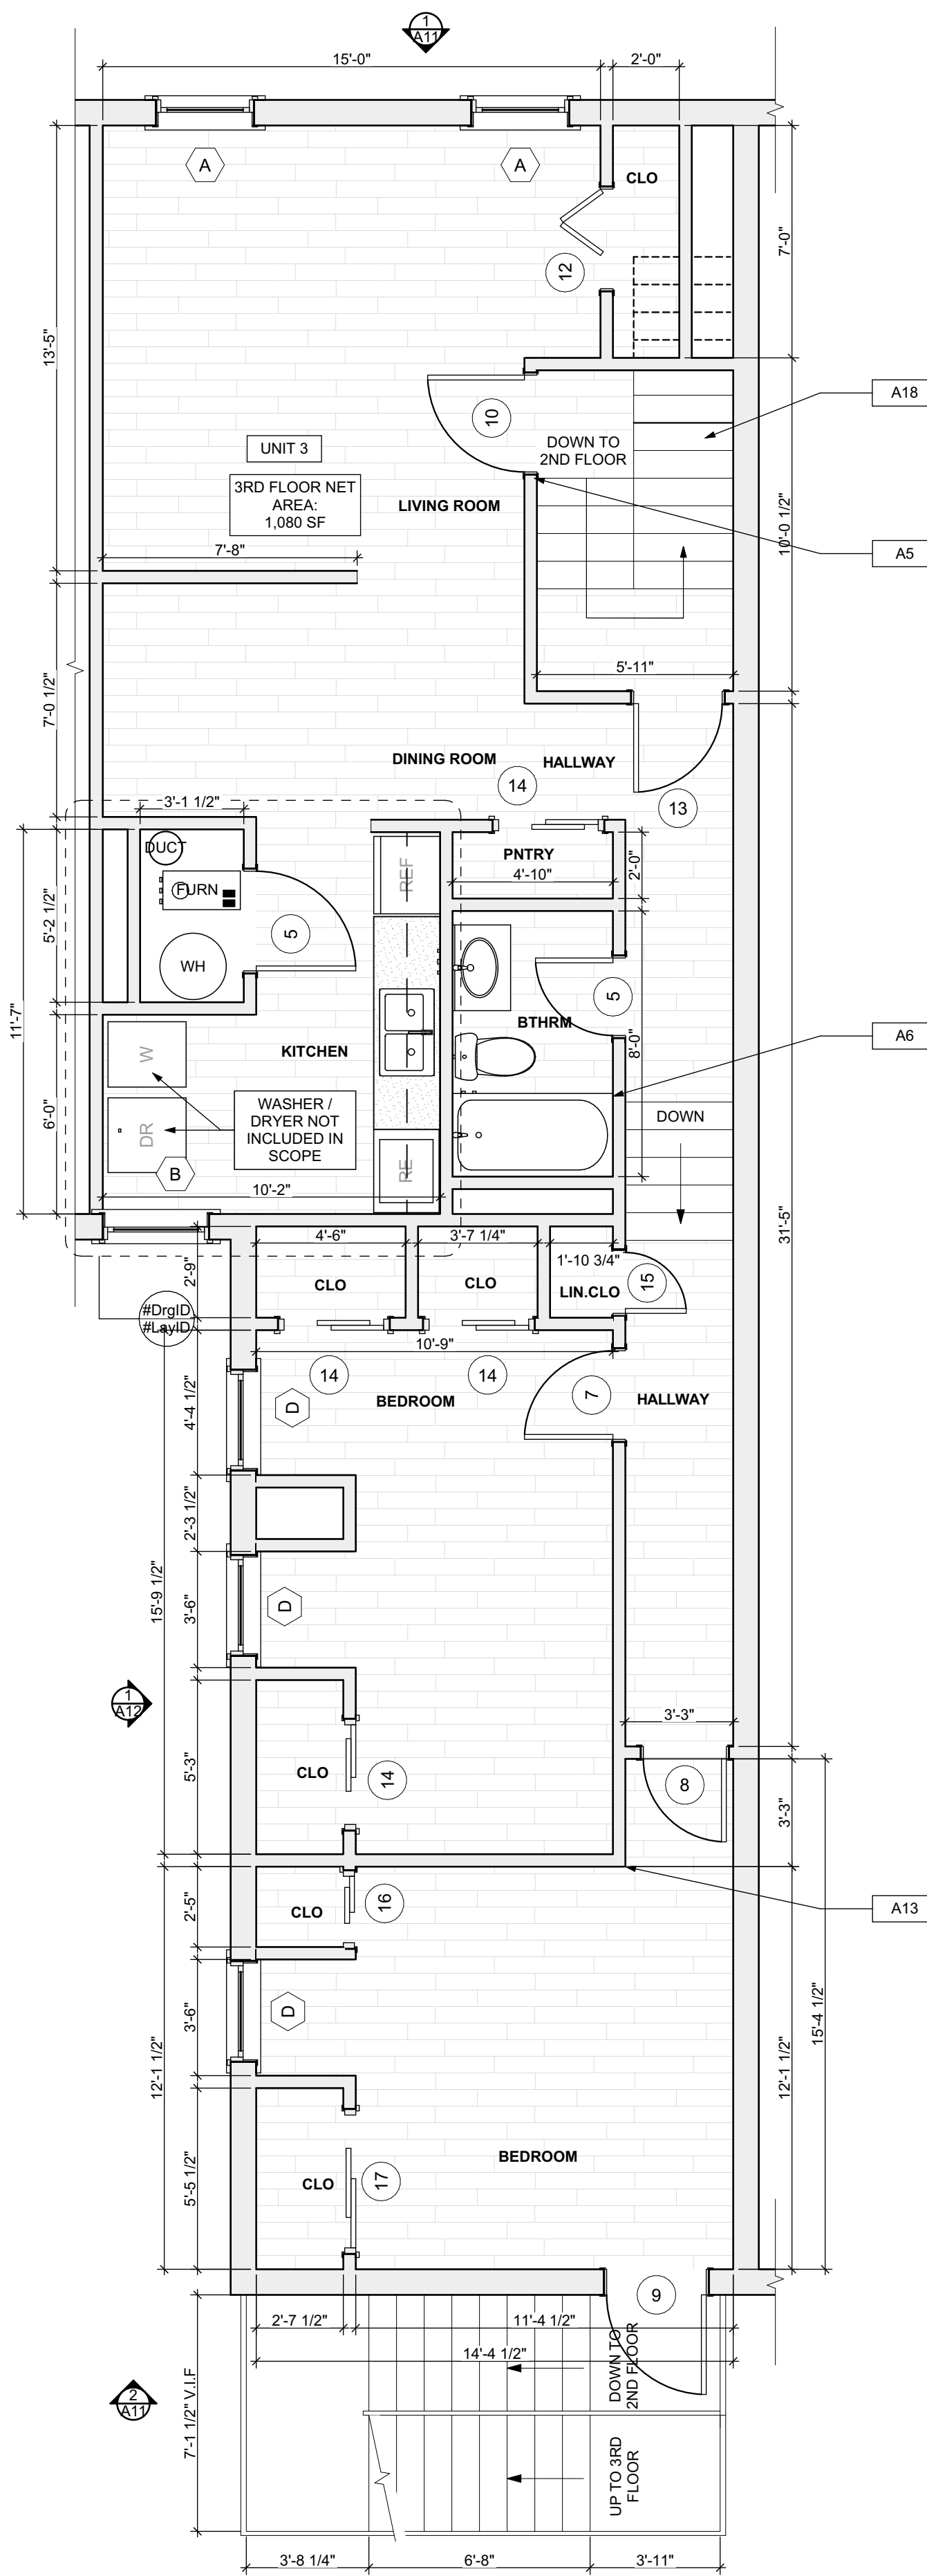 1
A11
15'-0"
2'-0"
A
A
CLO
12
7'-0"
13'-5"
10
A18
DOWN TO
2ND FLOOR
UNIT 3
3RD FLOOR NET
AREA:
1,080 SF
LIVING ROOM
10'-0 1/2"
A5
7'-8"
5'-11"
7'-0 1/2"
DINING ROOM
HALLWAY
14
13
3'-1 1/2"
DUCT
FURN
WH
REF
PNTRY
4'-10"
2'-0"
5
5
5'-2 1/2"
11'-7"
BTHRM
8'-0"
A6
KITCHEN
W
DR
WASHER /
DRYER NOT
INCLUDED IN
SCOPE
DOWN
6'-0"
B
RE
10'-2"
31'-5"
4'-6"
3'-7 1/4"
1'-10 3/4"
2'-9"
CLO
CLO
LIN.CLO
15
#DrgID
#LayID
10'-9"
14
14
7
BEDROOM
HALLWAY
D
4'-4 1/2"
2'-3 1/2"
15'-9 1/2"
3'-6"
D
1
A12
3'-3"
5'-3"
CLO
14
8
3'-3"
2'-5"
CLO
16
A13
3'-6"
D
12'-1 1/2"
12'-1 1/2"
15'-4 1/2"
BEDROOM
5'-5 1/2"
CLO
17
9
2'-7 1/2"
11'-4 1/2"
14'-4 1/2"
DOWN TO
2ND FLOOR
2
A11
7'-1 1/2" V.I.F
UP TO 3RD
FLOOR
3'-8 1/4"
6'-8"
3'-11"